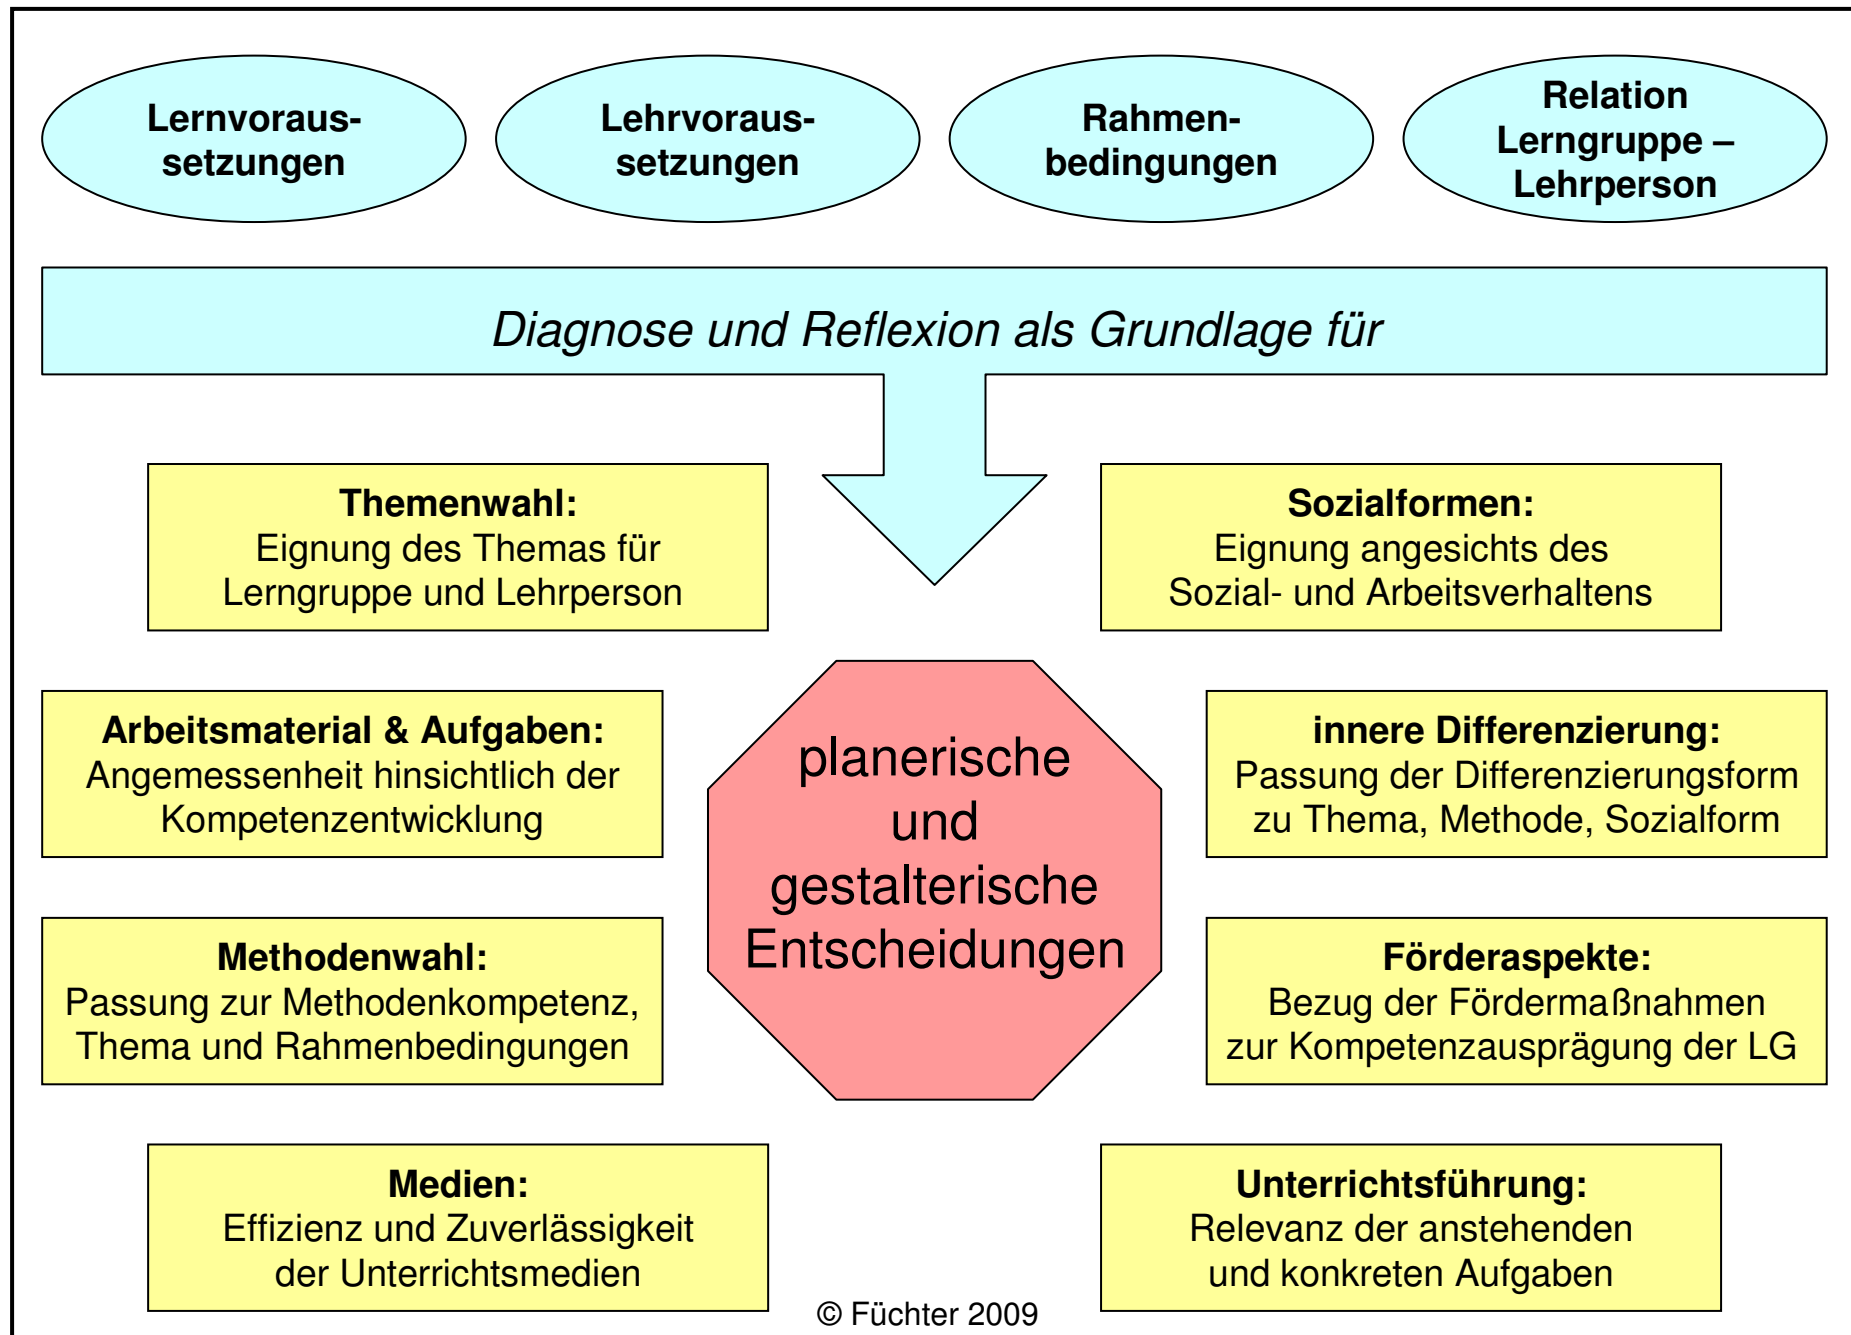 Lernvoraus-
setzungen
Lehrvoraus-
setzungen
Rahmen-
bedingungen
Relation
Lerngruppe –
Lehrperson
Diagnose und Reflexion als Grundlage für
Themenwahl:
Eignung des Themas für
Lerngruppe und Lehrperson
Sozialformen:
Eignung angesichts des
Sozial- und Arbeitsverhaltens
Arbeitsmaterial & Aufgaben:
Angemessenheit hinsichtlich der
Kompetenzentwicklung
planerische
und
gestalterische
Entscheidungen
innere Differenzierung:
Passung der Differenzierungsform
zu Thema, Methode, Sozialform
Methodenwahl:
Passung zur Methodenkompetenz,
Thema und Rahmenbedingungen
Förderaspekte:
Bezug der Fördermaßnahmen
zur Kompetenzausprägung der LG
Medien:
Effizienz und Zuverlässigkeit
der Unterrichtsmedien
Unterrichtsführung:
Relevanz der anstehenden
und konkreten Aufgaben
© Füchter 2009